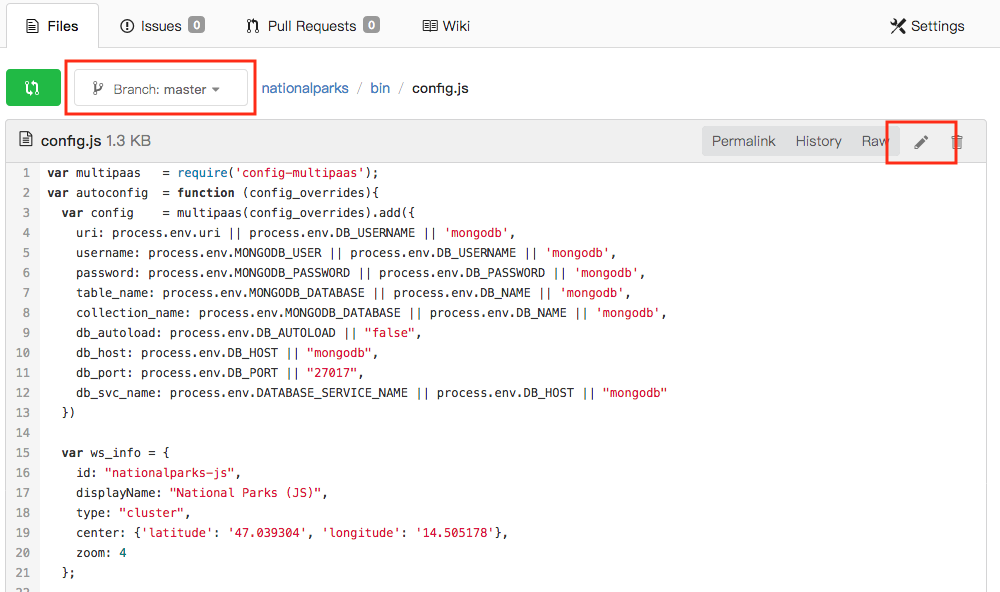 Files Issues 0 Pull Requests 0 Wiki Settings
Branch: master nationalparks / bin / config.js
config.js 1.3 KB Permalink History Raw
1 var multipaas   = require('config-multipaas');
2 var autoconfig  = function (config_overrides){
3   var config    = multipaas(config_overrides).add({
4     uri: process.env.uri || process.env.DB_USERNAME || 'mongodb',
5     username: process.env.MONGODB_USER || process.env.DB_USERNAME || 'mongodb',
6     password: process.env.MONGODB_PASSWORD || process.env.DB_PASSWORD || 'mongodb',
7     table_name: process.env.MONGODB_DATABASE || process.env.DB_NAME || 'mongodb',
8     collection_name: process.env.MONGODB_DATABASE || process.env.DB_NAME || 'mongodb',
9     db_autoload: process.env.DB_AUTOLOAD || "false",
10     db_host: process.env.DB_HOST || "mongodb",
11     db_port: process.env.DB_PORT || "27017",
12     db_svc_name: process.env.DATABASE_SERVICE_NAME || process.env.DB_HOST || "mongodb"
13   })
14
15   var ws_info = {
16     id: "nationalparks-js",
17     displayName: "National Parks (JS)",
18     type: "cluster",
19     center: {'latitude': '47.039304', 'longitude': '14.505178'},
20     zoom: 4
21   };